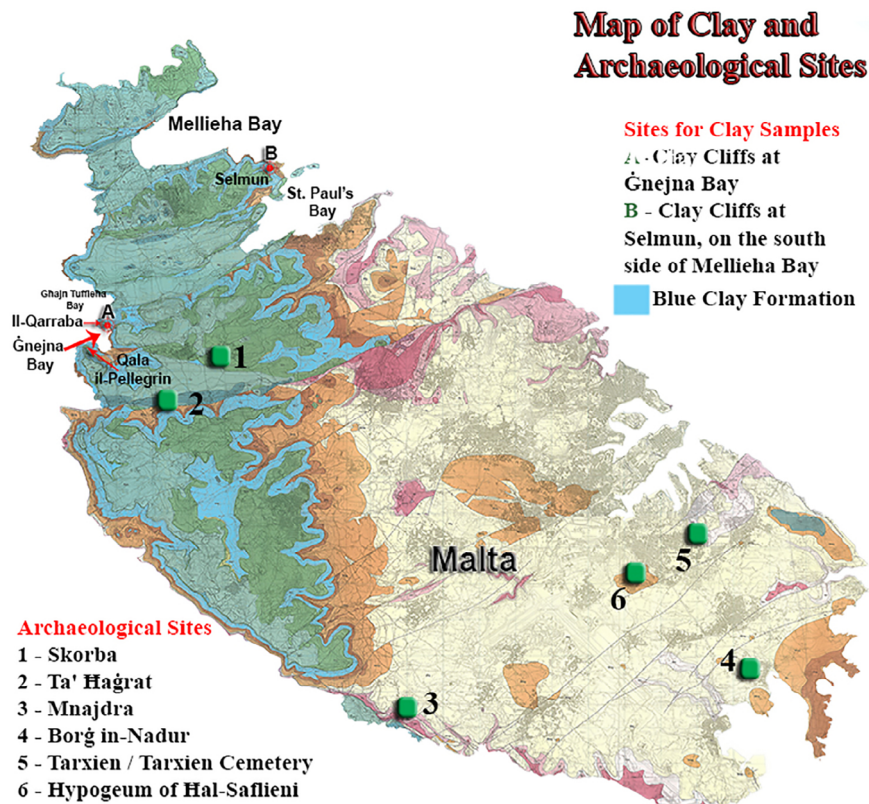 Map of Clay and
Archaeological Sites
Sites for Clay Samples
A - Clay Cliffs at
Ġnejna Bay
B - Clay Cliffs at
Selmun, on the south
side of Mellieha Bay
Blue Clay Formation
Mellieha Bay
B
Selmun
St. Paul's
Bay
Ghajn Tuffieha
Bay
A
Il-Qarraba
Ġnejna
Bay
Qala
il-Pellegrin
1
2
Malta
5
6
4
3
Archaeological Sites
1 - Skorba
2 - Ta' Ħaġrat
3 - Mnajdra
4 - Borġ in-Nadur
5 - Tarxien / Tarxien Cemetery
6 - Hypogeum of Ħal-Saflieni